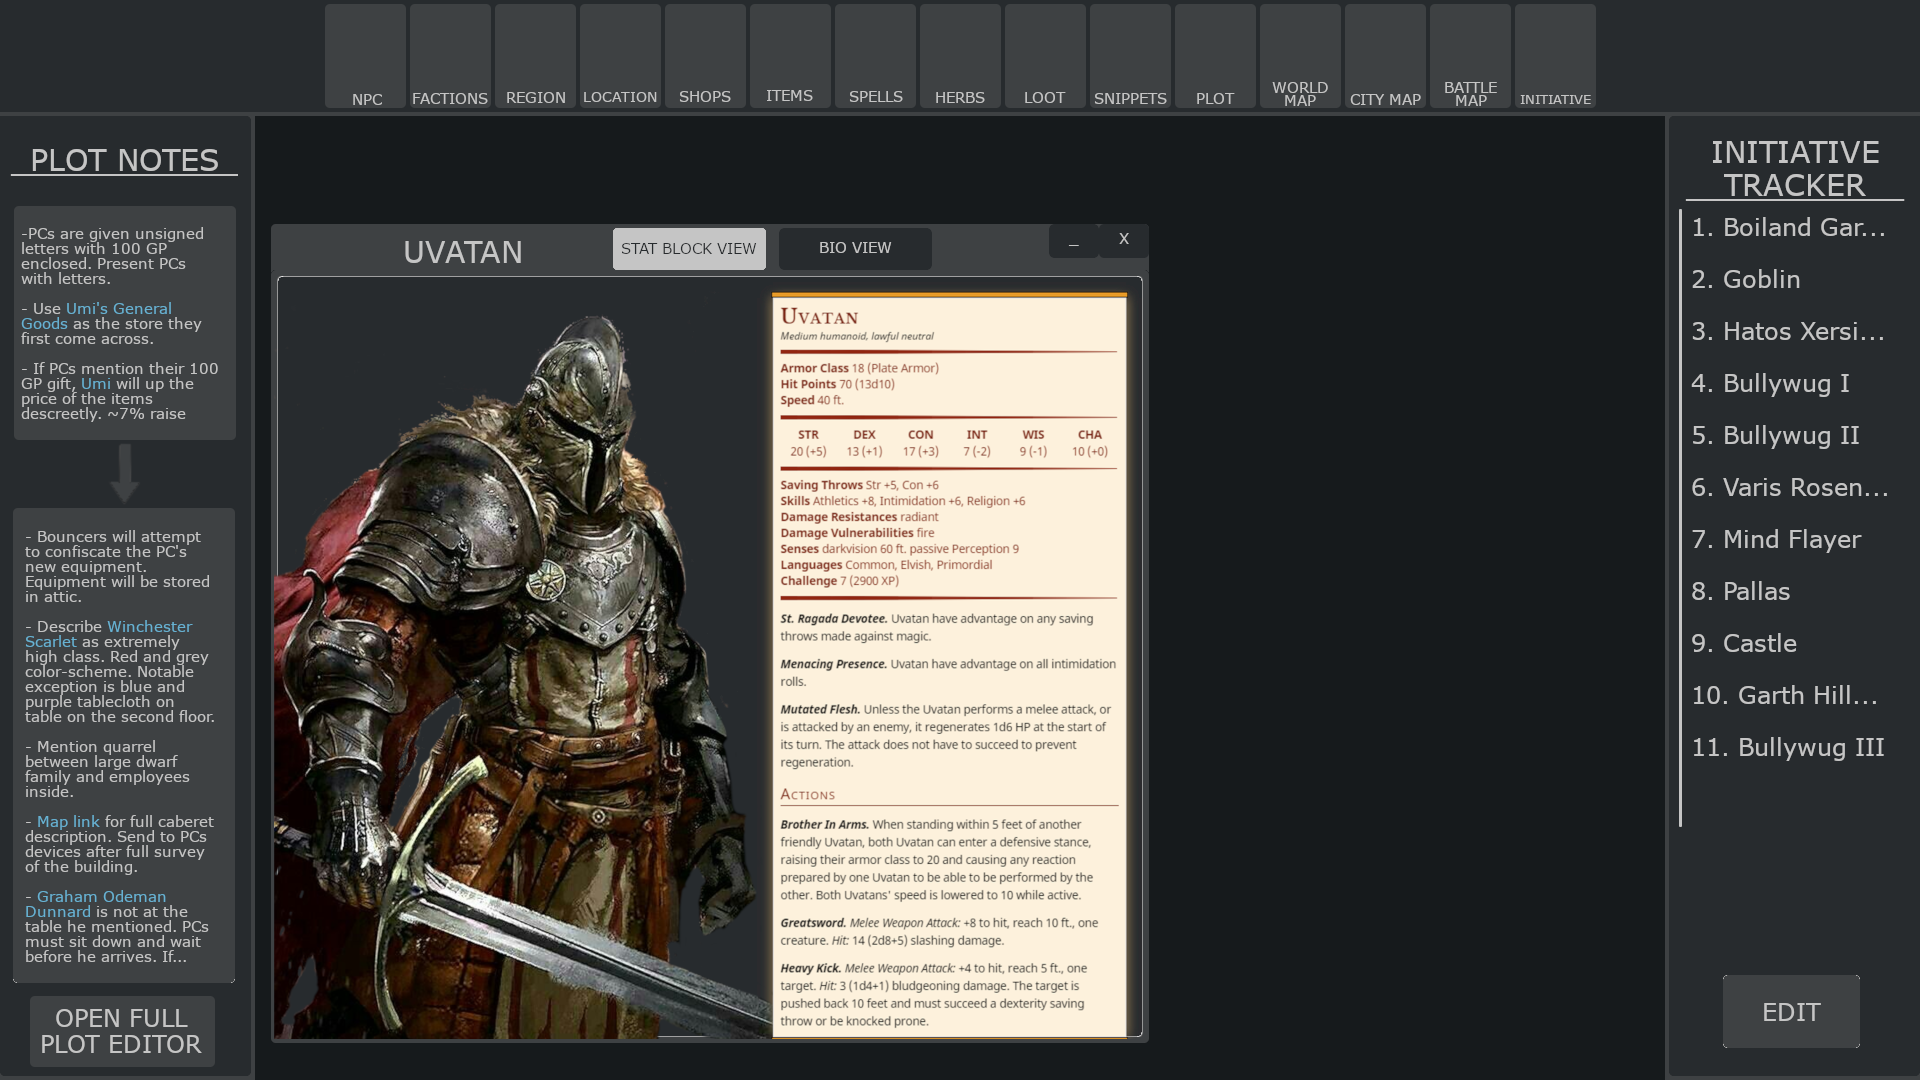 NPC
FACTIONS
REGION
LOCATION
SHOPS
ITEMS
SPELLS
HERBS
LOOT
SNIPPETS
PLOT
WORLD
MAP
CITY MAP
BATTLE
MAP
INITIATIVE
PLOT NOTES
-PCs are given unsigned
letters with 100 GP
enclosed. Present PCs
with letters.
- Use Umi's General
Goods as the store they
first come across.
- If PCs mention their 100
GP gift, Umi will up the
price of the items
descreetly. ~7% raise
- Bouncers will attempt
to confiscate the PC's
new equipment.
Equipment will be stored
in attic.
- Describe Winchester
Scarlet as extremely
high class. Red and grey
color-scheme. Notable
exception is blue and
purple tablecloth on
table on the second floor.
- Mention quarrel
between large dwarf
family and employees
inside.
- Map link for full caberet
description. Send to PCs
devices after full survey
of the building.
- Graham Odeman
Dunnard is not at the
table he mentioned. PCs
must sit down and wait
before he arrives. If...
OPEN FULL
PLOT EDITOR
UVATAN
STAT BLOCK VIEW
BIO VIEW
_
X
Uvatan
Medium humanoid, lawful neutral
Armor Class 18 (Plate Armor)
Hit Points 70 (13d10)
Speed 40 ft.
STR DEX CON INT WIS CHA
20 (+5) 13 (+1) 17 (+3) 7 (-2) 9 (-1) 10 (+0)
Saving Throws Str +5, Con +6
Skills Athletics +8, Intimidation +6, Religion +6
Damage Resistances radiant
Damage Vulnerabilities fire
Senses darkvision 60 ft. passive Perception 9
Languages Common, Elvish, Primordial
Challenge 7 (2900 XP)
St. Ragada Devotee. Uvatan have advantage on any saving
throws made against magic.
Menacing Presence. Uvatan have advantage on all intimidation
rolls.
Mutated Flesh. Unless the Uvatan performs a melee attack, or
is attacked by an enemy, it regenerates 1d6 HP at the start of
its turn. The attack does not have to succeed to prevent
regeneration.
Actions
Brother In Arms. When standing within 5 feet of another
friendly Uvatan, both Uvatan can enter a defensive stance,
raising their armor class to 20 and causing any reaction
prepared by one Uvatan to be able to be performed by the
other. Both Uvatans' speed is lowered to 10 while active.
Greatsword. Melee Weapon Attack: +8 to hit, reach 10 ft., one
creature. Hit: 14 (2d8+5) slashing damage.
Heavy Kick. Melee Weapon Attack: +4 to hit, reach 5 ft., one
target. Hit: 3 (1d4+1) bludgeoning damage. The target is
pushed back 10 feet and must succeed a dexterity saving
throw or be knocked prone.
INITIATIVE
TRACKER
1. Boiland Gar...
2. Goblin
3. Hatos Xersi...
4. Bullywug I
5. Bullywug II
6. Varis Rosen...
7. Mind Flayer
8. Pallas
9. Castle
10. Garth Hill...
11. Bullywug III
EDIT